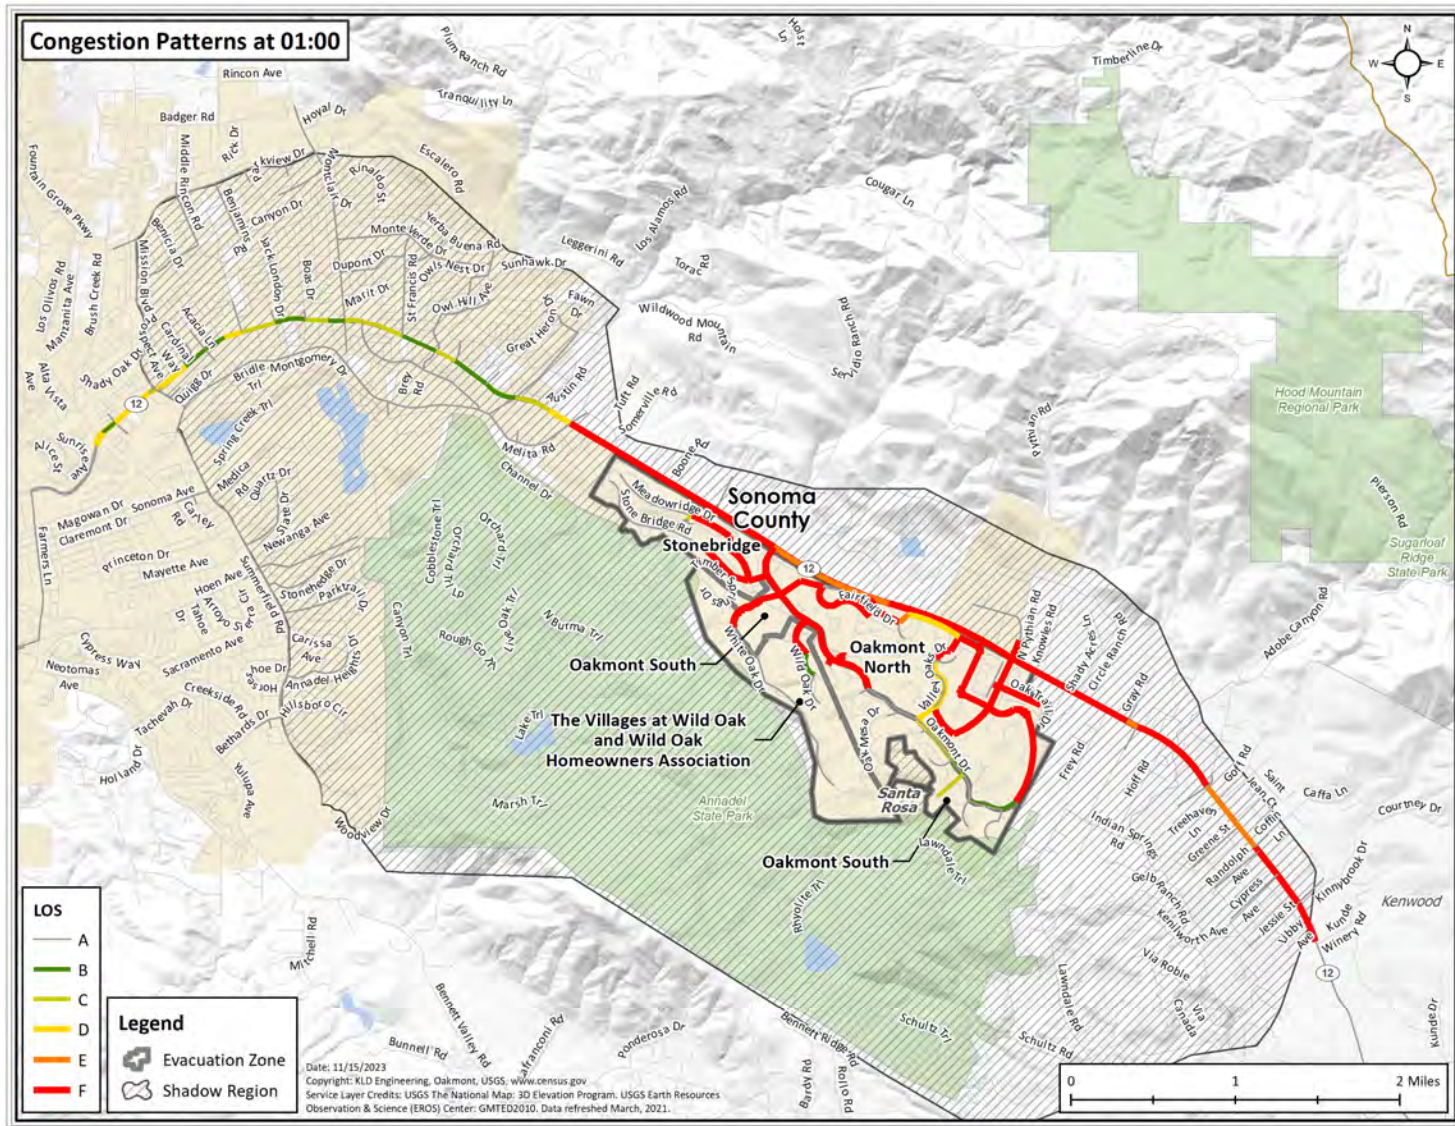 Congestion Patterns at 01:00
N
W
E
S
Rincon Ave
Badger Rd
Hoyal Dr
Plum Ranch Rd
Tranquility Ln
Holst Ln
Timberline Dr
Fountain Grove Pkwy
Middle Rincon Rd
Rick Dr
Parkview Dr
Montclair Dr
Rinaldo St
Escalero Rd
Benicia Dr
Benjamins Rd
Canyon Dr
Jack London Dr
Monte Verde Dr
Yerba Buena Rd
Leggerini Rd
Los Alamos Rd
Cougar Ln
Los Olivos Rd
Manzanita Ave
Brush Creek Rd
Mission Blvd
Prospect Ave
Boas Dr
Dupont Dr
Marit Dr
St Francis Rd
Owls Nest Dr
Sunhawk Dr
Owl Hill Ave
Fawn Dr
Great Heron Dr
Torac Rd
Wildwood Mountain Rd
Alta Vista Ave
Shady Oak Dr
Cardinal Way
Acacia Ln
Quigg Dr
Bridle Trl
Montgomery Dr
Brey Rd
Austin Rd
Tuft Rd
Somerville Rd
Pythian Rd
Hood Mountain
Regional Park
12
Sunrise Ave
Alice St
Spring Creek Trl
Medica Rd
Quartz Dr
Slater Dr
Newanga Ave
Melita Rd
Channel Dr
Boone Rd
Pierson Rd
Sugarloaf
Ridge
State Park
Farmers Ln
Magowan Dr
Sonoma Ave
Claremont Dr
Princeton Dr
Mayette Ave
Hoen Ave
Tahoe Dr
Sacramento Ave
Summerfield Rd
Stonehedge Dr
Parktrail Dr
Carissa Ave
Annadel Heights Dr
Cobblestone Trl
Orchard Trl
Orchard Trl
Canyon Trl
Rough Go Trl
Live Oak Trl
N Burma Trl
Meadowridge Dr
Stone Bridge Rd
Sonoma
County
Stonebridge
12
Fairfield Dr
N Pythian Rd
Knowles Rd
Shady Acres Ln
Circle Ranch Rd
Gray Rd
Adobe Canyon Rd
Cypress Way
Neotomas Ave
Creekside Rd
Tachevah Dr
Bethards Dr
Hillsboro Cir
Holland Dr
Yulupa Ave
Woodview Dr
Oakmont South
White Oak Dr
Wild Oak Dr
Oakmont
North
Valley Oaks Dr
Oak Trail Dr
Oakmont Dr
Oak Mesa Dr
Lake Trl
The Villages at Wild Oak
and Wild Oak
Homeowners Association
Marsh Trl
Annadel
State Park
Santa
Rosa
Oakmont South
Lawndale Trl
Rhyolite Trl
Frey Rd
Hoff Rd
Goff Rd
Saint Jean Ct
Caffa Ln
Courtney Dr
Treehaven Ln
Greene St
Coffin Ln
Indian Springs Rd
Randolph Ave
Gelb Ranch Rd
Cypress Ave
Kenilworth Ave
Jessie St
Libby Ave
Kinnybrook Dr
Kunde Winery Rd
Kenwood
12
Via Roble
Via Canada
Lawndale Rd
Schultz Trl
Schultz Rd
Kunde Dr
LOS
A
B
C
D
E
F
Legend
Evacuation Zone
Shadow Region
Mitchell Rd
Bennett Valley Rd
Bunnell Rd
Ponderosa Dr
Bennett Ridge Rd
Bardy Rd
Rollo Rd
Date: 11/15/2023
Copyright: KLD Engineering, Oakmont, USGS, www.census.gov
Service Layer Credits: USGS The National Map: 3D Elevation Program. USGS Earth Resources
Observation & Science (EROS) Center: GMTED2010. Data refreshed March, 2021.
0 1 2 Miles